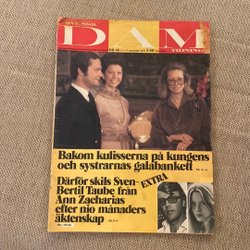 SVENSK
DAM
TIDNING
Bakom kulisserna på kungens
och systrarnas galabankett
EXTRA
Därför skils Sven-
Bertil Taube från
Ann Zacharias
efter nio månaders
äktenskap